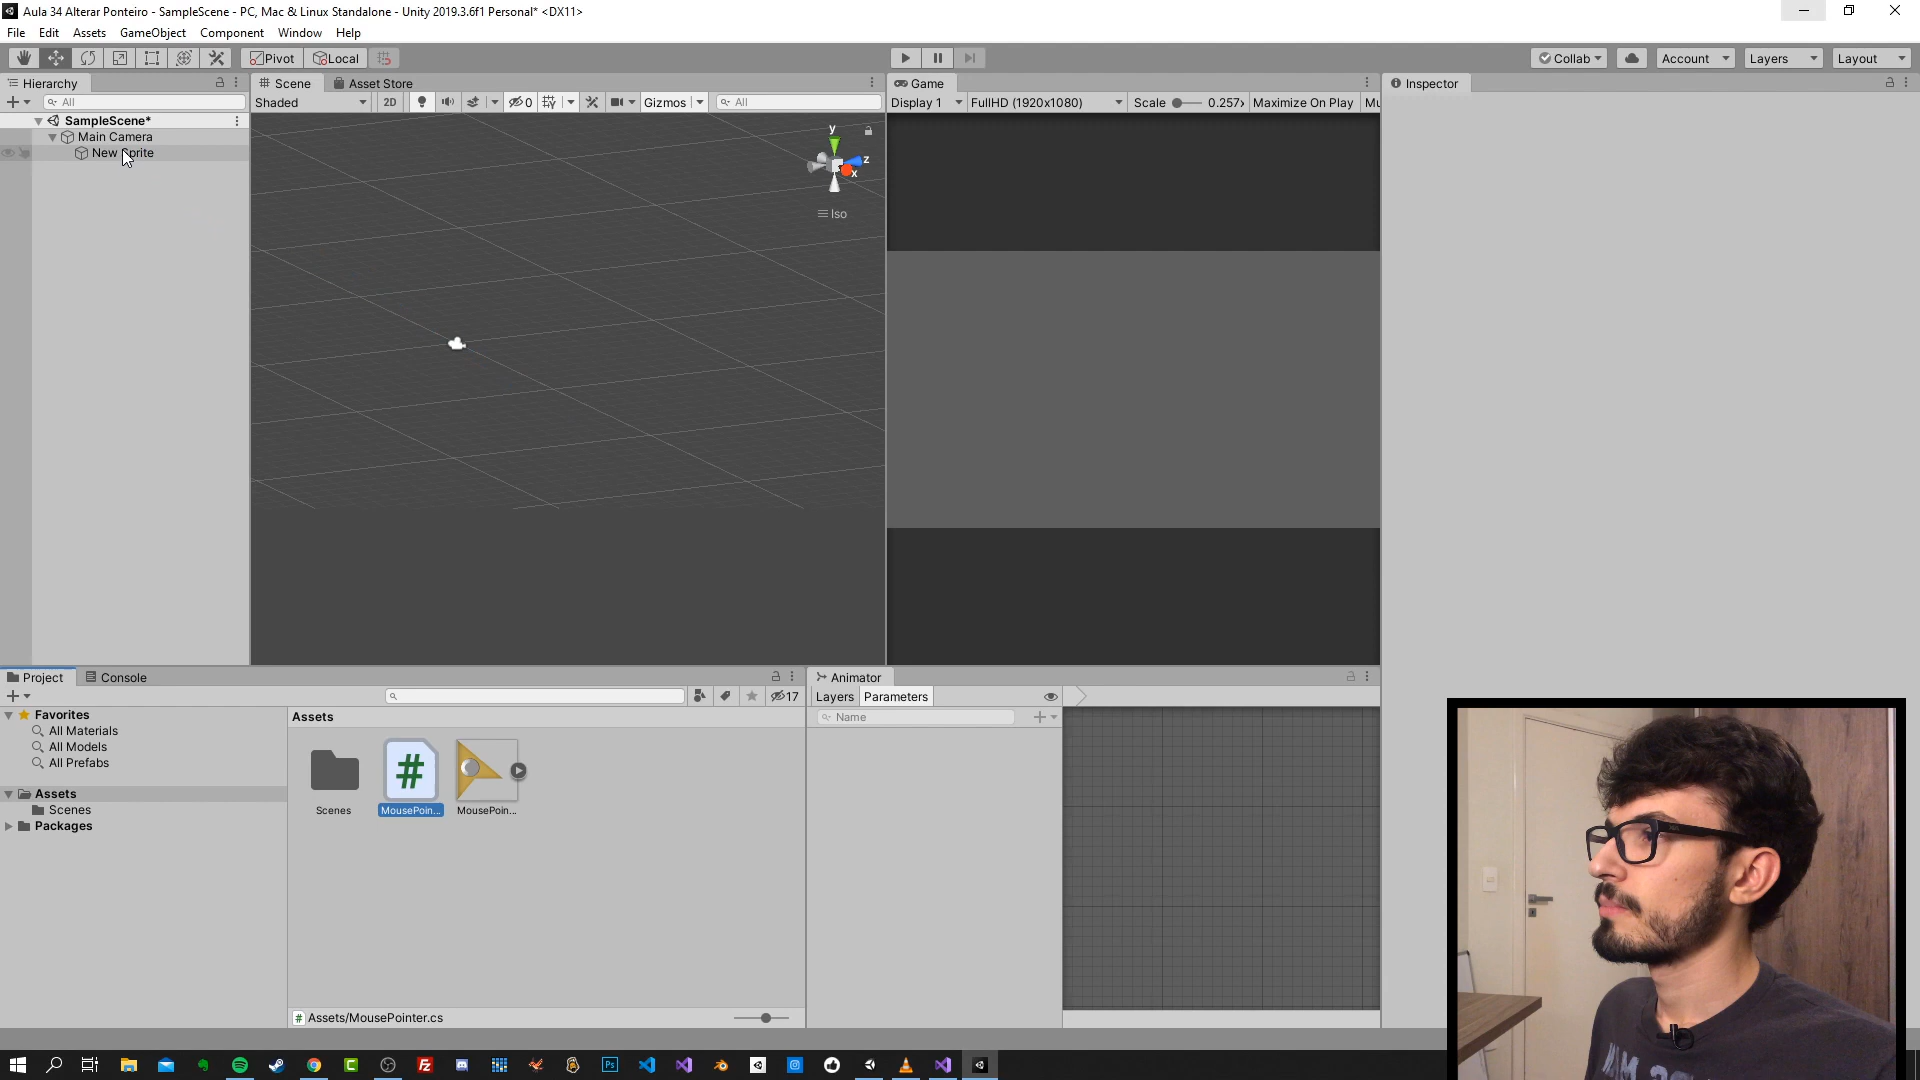 Aula 34 Alterar Ponteiro - SampleScene - PC, Mac & Linux Standalone - Unity 2019.3.6f1 Personal* <DX11>
File Edit Assets GameObject Component Window Help
Pivot Local Collab Account Layers Layout
Hierarchy
All
SampleScene*
Main Camera
New Sprite
Scene Asset Store
Shaded 2D 0 Gizmos All
y
z
x
Iso
Game
Display 1 FullHD (1920x1080) Scale 0.257x Maximize On Play Mu
Inspector
Project Console
17
Favorites
All Materials
All Models
All Prefabs
Assets
Scenes
Packages
Assets
#
Scenes MousePoin... MousePoin...
# Assets/MousePointer.cs
Animator
Layers Parameters
Name
Fz Ps